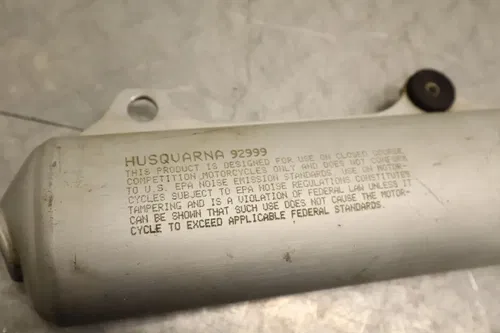 HUSQVARNA 92999
THIS PRODUCT IS DESIGNED FOR USE ON CLOSED COURSE
COMPETITION MOTORCYCLES ONLY AND DOES NOT CONFORM
TO U.S. EPA NOISE EMISSION STANDARDS. USE ON MOTOR-
CYCLES SUBJECT TO EPA NOISE REGULATIONS CONSTITUTES
TAMPERING AND IS A VIOLATION OF FEDERAL LAW UNLESS IT
CAN BE SHOWN THAT SUCH USE DOES NOT CAUSE THE MOTOR-
CYCLE TO EXCEED APPLICABLE FEDERAL STANDARDS.